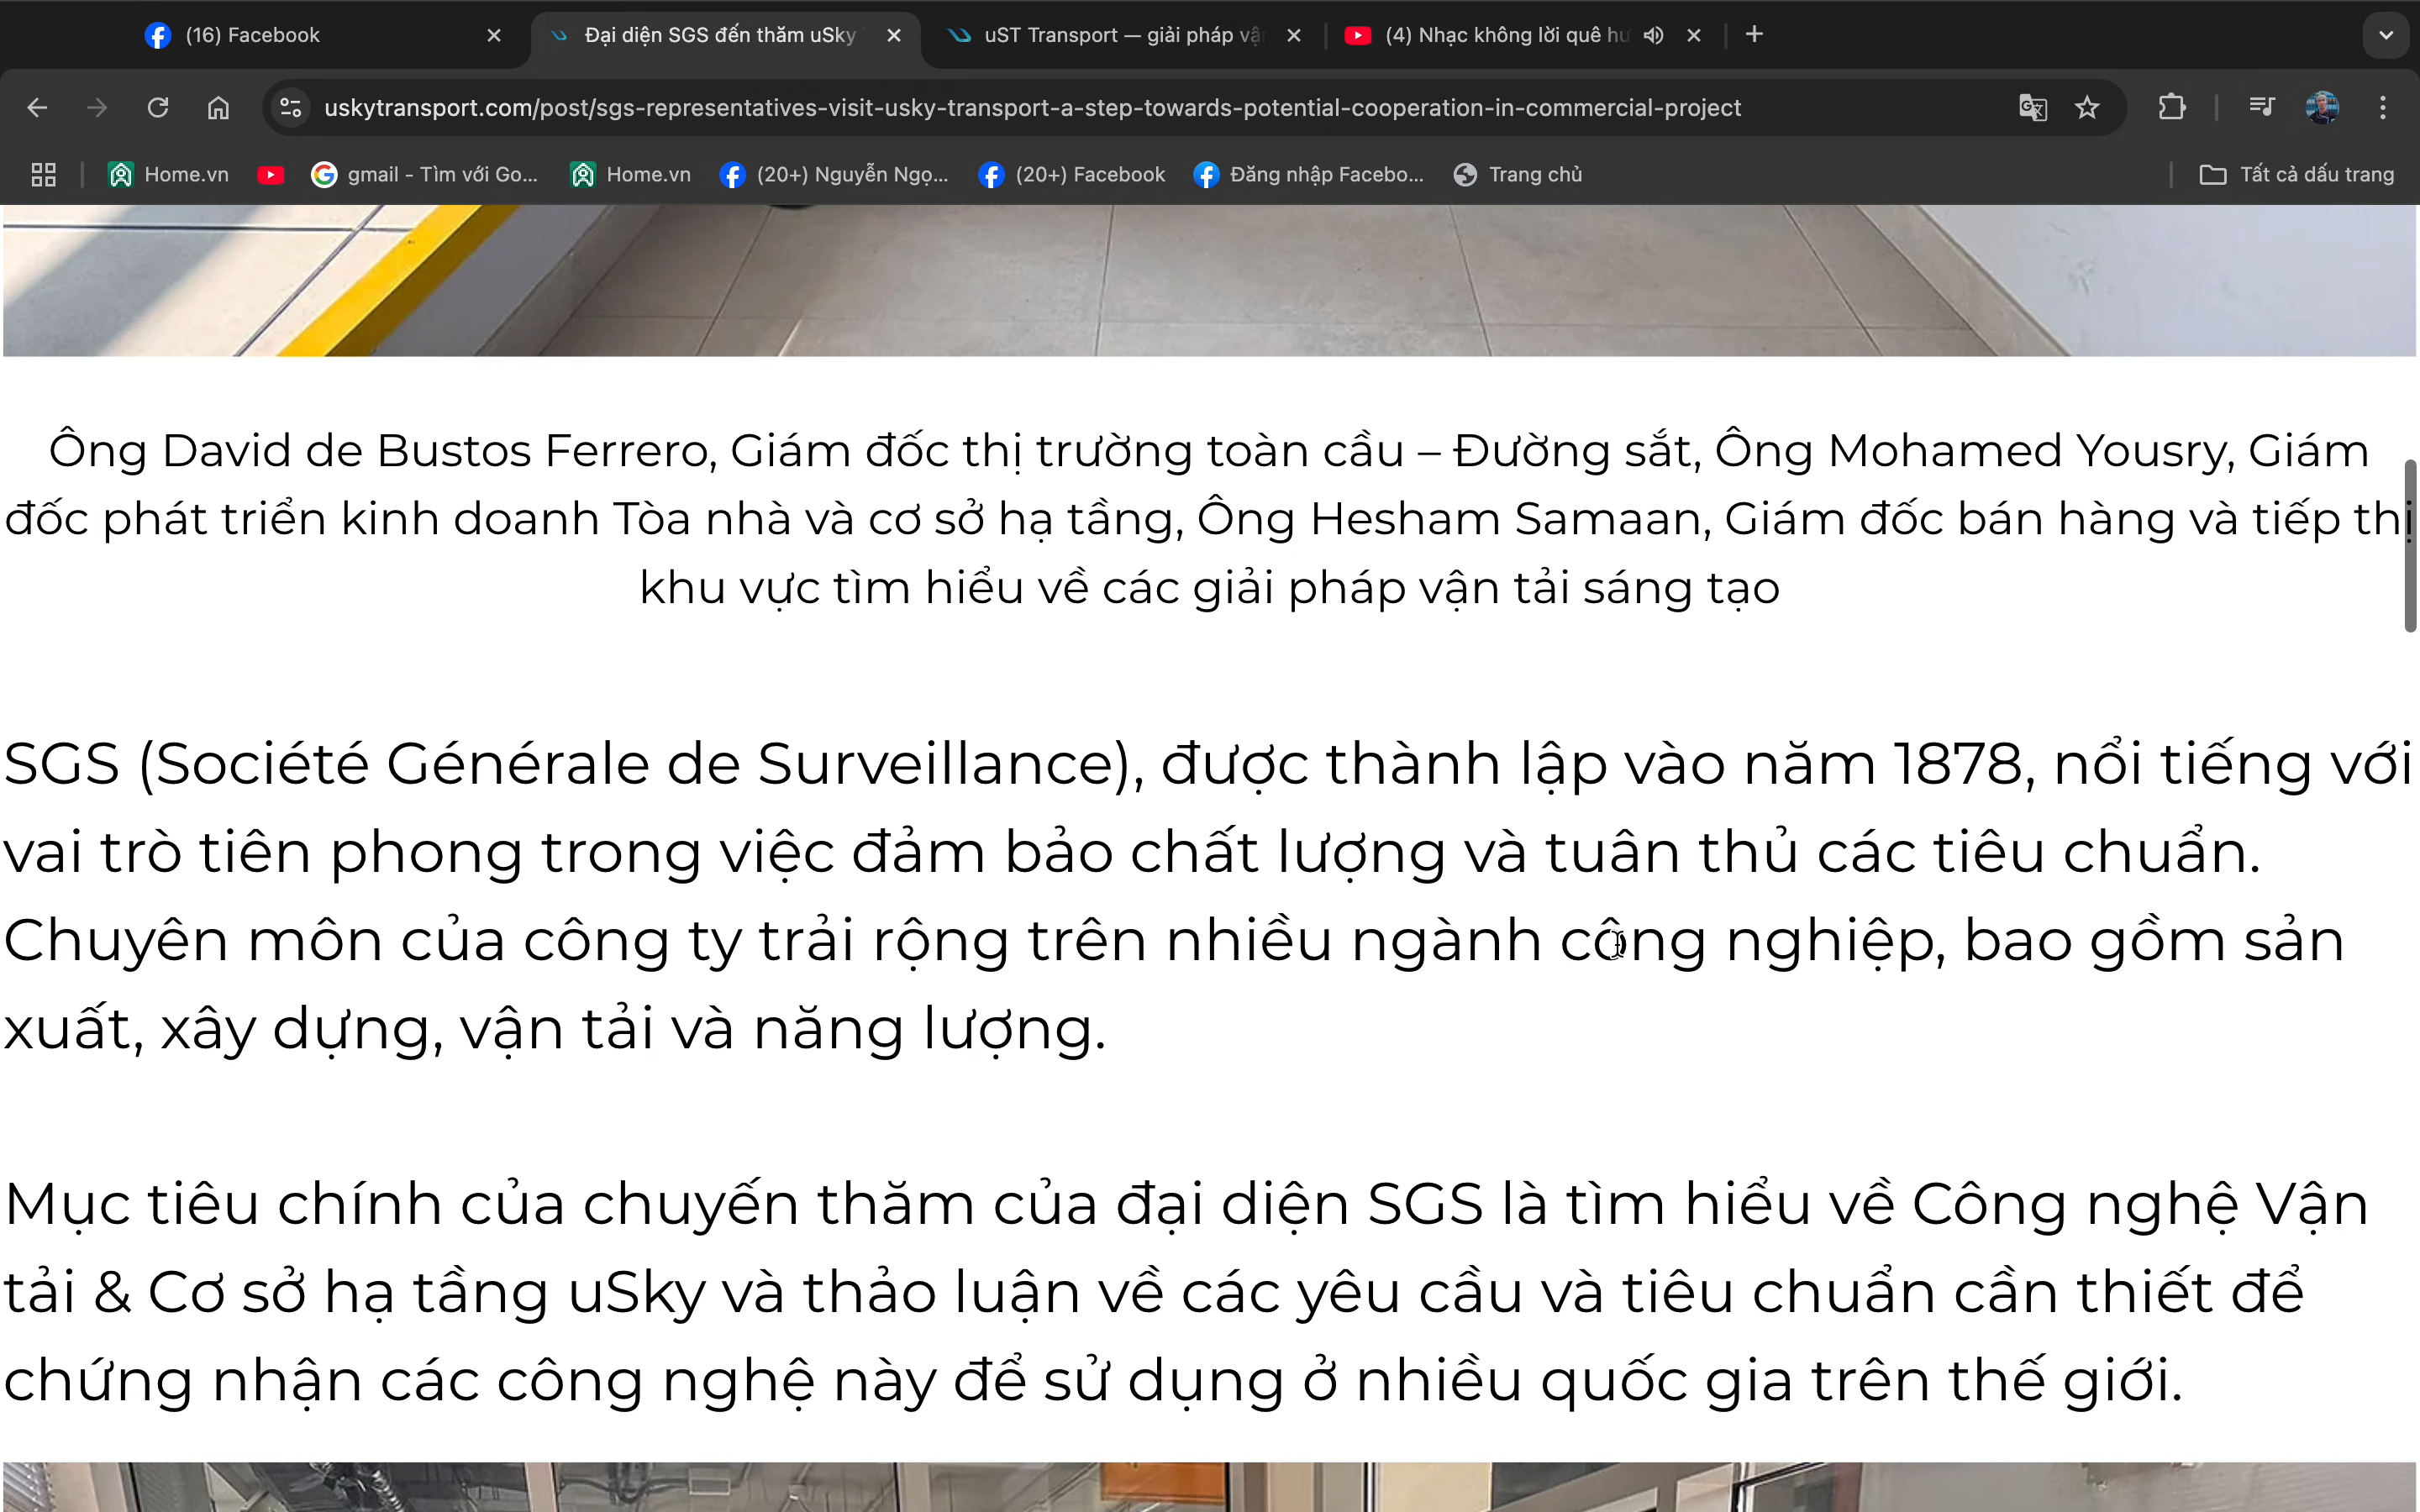 (16) Facebook
Đại diện SGS đến thăm uSky
uST Transport — giải pháp vậ
(4) Nhạc không lời quê hư
uskytransport.com/post/sgs-representatives-visit-usky-transport-a-step-towards-potential-cooperation-in-commercial-project
Home.vn
gmail - Tìm với Go...
Home.vn
(20+) Nguyễn Ngọ...
(20+) Facebook
Đăng nhập Facebo...
Trang chủ
Tất cả dấu trang
Ông David de Bustos Ferrero, Giám đốc thị trường toàn cầu – Đường sắt, Ông Mohamed Yousry, Giám
đốc phát triển kinh doanh Tòa nhà và cơ sở hạ tầng, Ông Hesham Samaan, Giám đốc bán hàng và tiếp thị
khu vực tìm hiểu về các giải pháp vận tải sáng tạo
SGS (Société Générale de Surveillance), được thành lập vào năm 1878, nổi tiếng với
vai trò tiên phong trong việc đảm bảo chất lượng và tuân thủ các tiêu chuẩn.
Chuyên môn của công ty trải rộng trên nhiều ngành công nghiệp, bao gồm sản
xuất, xây dựng, vận tải và năng lượng.
Mục tiêu chính của chuyến thăm của đại diện SGS là tìm hiểu về Công nghệ Vận
tải & Cơ sở hạ tầng uSky và thảo luận về các yêu cầu và tiêu chuẩn cần thiết để
chứng nhận các công nghệ này để sử dụng ở nhiều quốc gia trên thế giới.